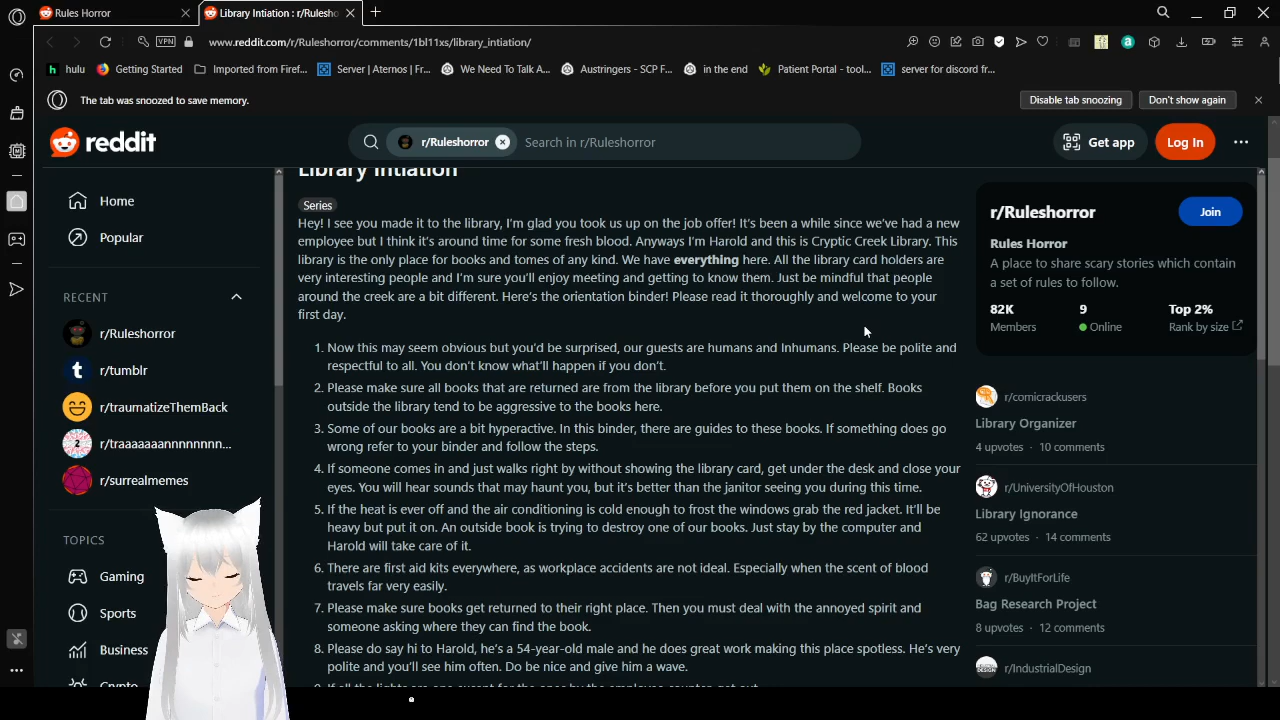 Rules Horror
Library Intiation : r/Rulesho
VPN
www.reddit.com/r/Ruleshorror/comments/1bl11xs/library_intiation/
hulu
Getting Started
Imported from Firef...
Server | Aternos | Fr...
We Need To Talk A...
Austringers - SCP F...
in the end
Patient Portal - tool...
server for discord fr...
The tab was snoozed to save memory.
Disable tab snoozing
Don't show again
reddit
r/Ruleshorror
Search in r/Ruleshorror
Get app
Log In
Home
Popular
RECENT
r/Ruleshorror
r/tumblr
r/traumatizeThemBack
r/traaaaaaannnnnnnn...
r/surrealmemes
TOPICS
Gaming
Sports
Business
Library Intiation
Series
Hey! I see you made it to the library, I'm glad you took us up on the job offer! It's been a while since we've had a new
employee but I think it's around time for some fresh blood. Anyways I'm Harold and this is Cryptic Creek Library. This
library is the only place for books and tomes of any kind. We have everything here. All the library card holders are
very interesting people and I'm sure you'll enjoy meeting and getting to know them. Just be mindful that people
around the creek are a bit different. Here's the orientation binder! Please read it thoroughly and welcome to your
first day.
1. Now this may seem obvious but you'd be surprised, our guests are humans and Inhumans. Please be polite and
respectful to all. You don't know what'll happen if you don't.
2. Please make sure all books that are returned are from the library before you put them on the shelf. Books
outside the library tend to be aggressive to the books here.
3. Some of our books are a bit hyperactive. In this binder, there are guides to these books. If something does go
wrong refer to your binder and follow the steps.
4. If someone comes in and just walks right by without showing the library card, get under the desk and close your
eyes. You will hear sounds that may haunt you, but it's better than the janitor seeing you during this time.
5. If the heat is ever off and the air conditioning is cold enough to frost the windows grab the red jacket. It'll be
heavy but put it on. An outside book is trying to destroy one of our books. Just stay by the computer and
Harold will take care of it.
6. There are first aid kits everywhere, as workplace accidents are not ideal. Especially when the scent of blood
travels far very easily.
7. Please make sure books get returned to their right place. Then you must deal with the annoyed spirit and
someone asking where they can find the book.
8. Please do say hi to Harold, he's a 54-year-old male and he does great work making this place spotless. He's very
polite and you'll see him often. Do be nice and give him a wave.
r/Ruleshorror
Join
Rules Horror
A place to share scary stories which contain
a set of rules to follow.
82K
9
Top 2%
Members
Online
Rank by size
r/comicrackusers
Library Organizer
4 upvotes · 10 comments
r/UniversityOfHouston
Library Ignorance
62 upvotes · 14 comments
r/BuyItForLife
Bag Research Project
8 upvotes · 12 comments
r/IndustrialDesign